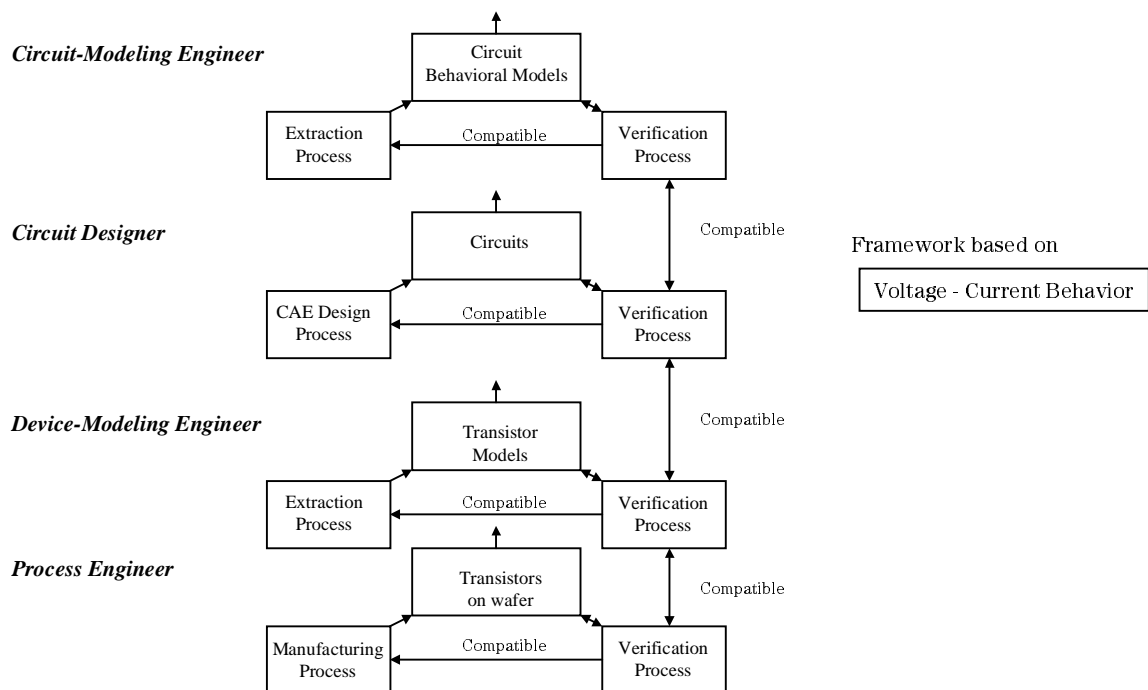 Circuit-Modeling Engineer
Circuit
Behavioral Models
Extraction
Process
Compatible
Verification
Process
Circuit Designer
Circuits
Compatible
Framework based on
Voltage - Current Behavior
CAE Design
Process
Compatible
Verification
Process
Device-Modeling Engineer
Transistor
Models
Compatible
Extraction
Process
Compatible
Verification
Process
Process Engineer
Transistors
on wafer
Compatible
Manufacturing
Process
Compatible
Verification
Process